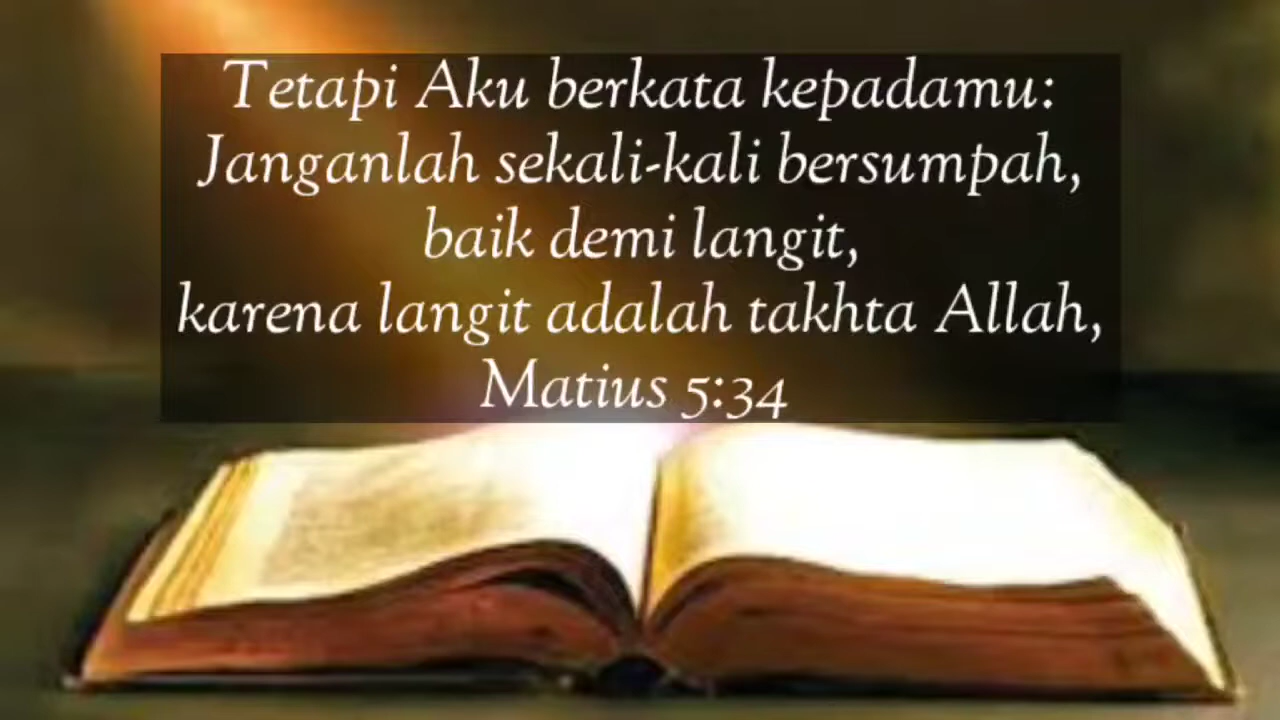 Tetapi Aku berkata kepadamu:
Janganlah sekali-kali bersumpah,
baik demi langit,
karena langit adalah takhta Allah,
Matius 5:34